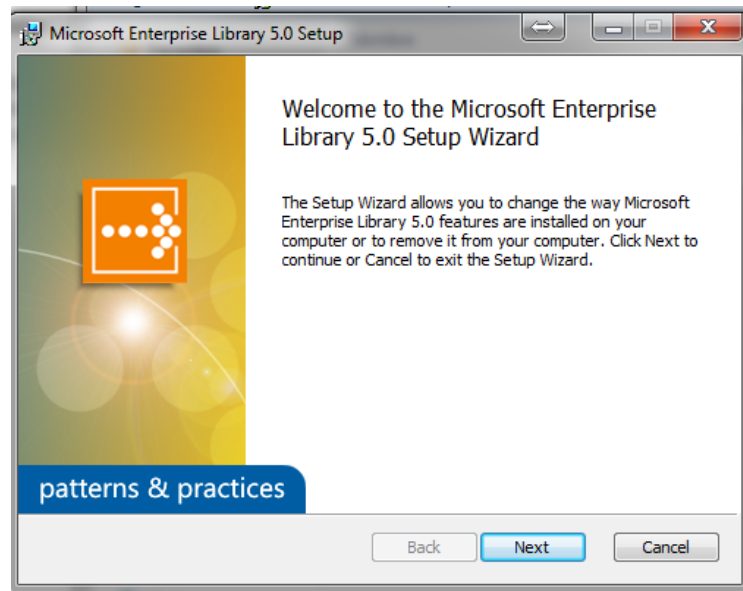 Microsoft Enterprise Library 5.0 Setup
Welcome to the Microsoft Enterprise
Library 5.0 Setup Wizard
The Setup Wizard allows you to change the way Microsoft
Enterprise Library 5.0 features are installed on your
computer or to remove it from your computer. Click Next to
continue or Cancel to exit the Setup Wizard.
patterns & practices
Back Next Cancel